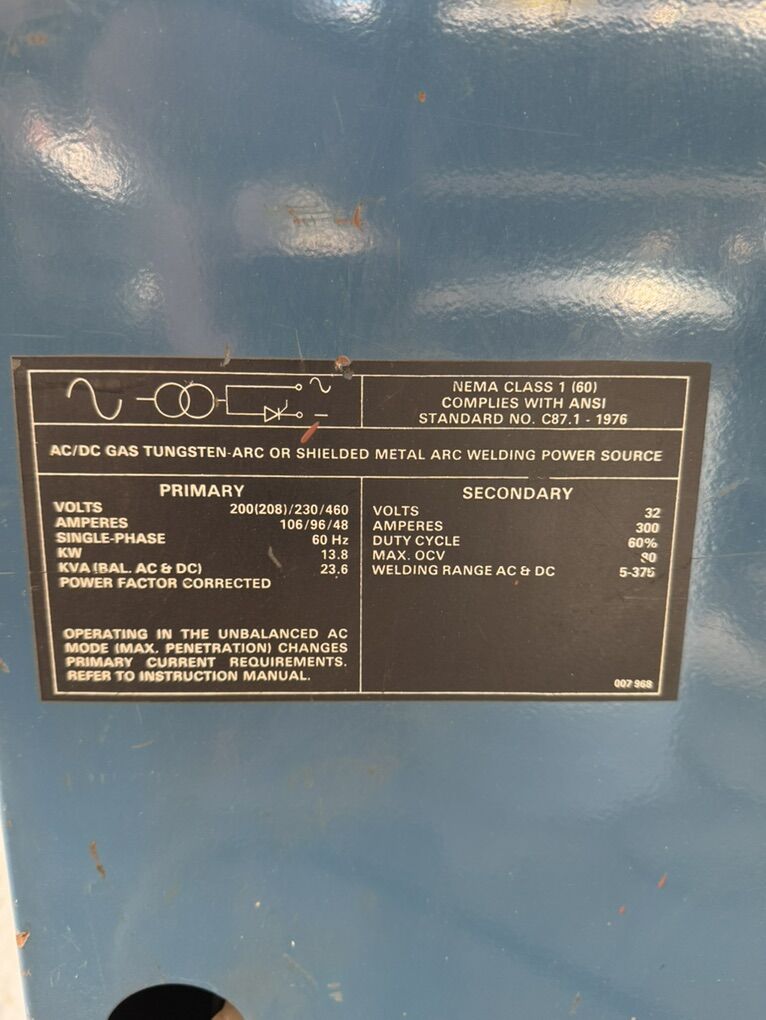 NEMA CLASS 1 (60)
COMPLIES WITH ANSI
STANDARD NO. C87.1 - 1976
AC/DC GAS TUNGSTEN-ARC OR SHIELDED METAL ARC WELDING POWER SOURCE
PRIMARY
VOLTS 200(208)/230/460
AMPERES 106/96/48
SINGLE-PHASE 60 Hz
KW 13.8
KVA (BAL. AC & DC) 23.6
POWER FACTOR CORRECTED
OPERATING IN THE UNBALANCED AC
MODE (MAX. PENETRATION) CHANGES
PRIMARY CURRENT REQUIREMENTS.
REFER TO INSTRUCTION MANUAL.
SECONDARY
VOLTS 32
AMPERES 300
DUTY CYCLE 60%
MAX. OCV 80
WELDING RANGE AC & DC 5-375
007 968